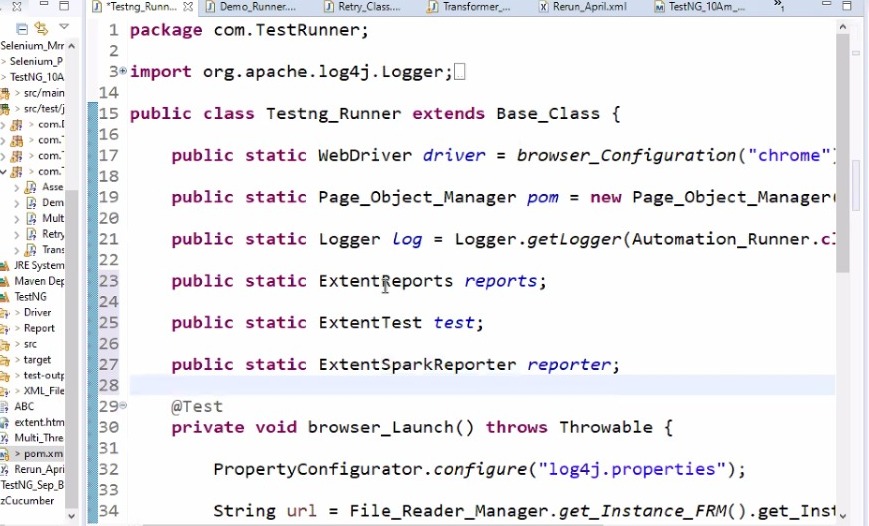 *Testng_Runn...
Demo_Runner....
Retry_Class....
Transformer_...
Rerun_April.xml
TestNG_10Am_...
Selenium_Mrr
Selenium_P
TestNG_10A
src/main
src/test/j
com.
com.
com.
com.
Asse
Dem
Mult
Retry
Tran
JRE System
Maven Dep
TestNG
Driver
Report
src
target
test-outp
XML_File
ABC
extent.htm
Multi_Thre
pom.xm
Rerun_Apri
TestNG_Sep_B
zCucumber
1 package com.TestRunner;
2
3 import org.apache.log4j.Logger;
14
15 public class Testng_Runner extends Base_Class {
16
17 public static WebDriver driver = browser_Configuration("chrome")
18
19 public static Page_Object_Manager pom = new Page_Object_Manager(
20
21 public static Logger log = Logger.getLogger(Automation_Runner.cl
22
23 public static ExtentReports reports;
24
25 public static ExtentTest test;
26
27 public static ExtentSparkReporter reporter;
28
29 @Test
30 private void browser_Launch() throws Throwable {
31
32 PropertyConfigurator.configure("log4j.properties");
33
34 String url = File_Reader_Manager.get_Instance_FRM().get_Inst